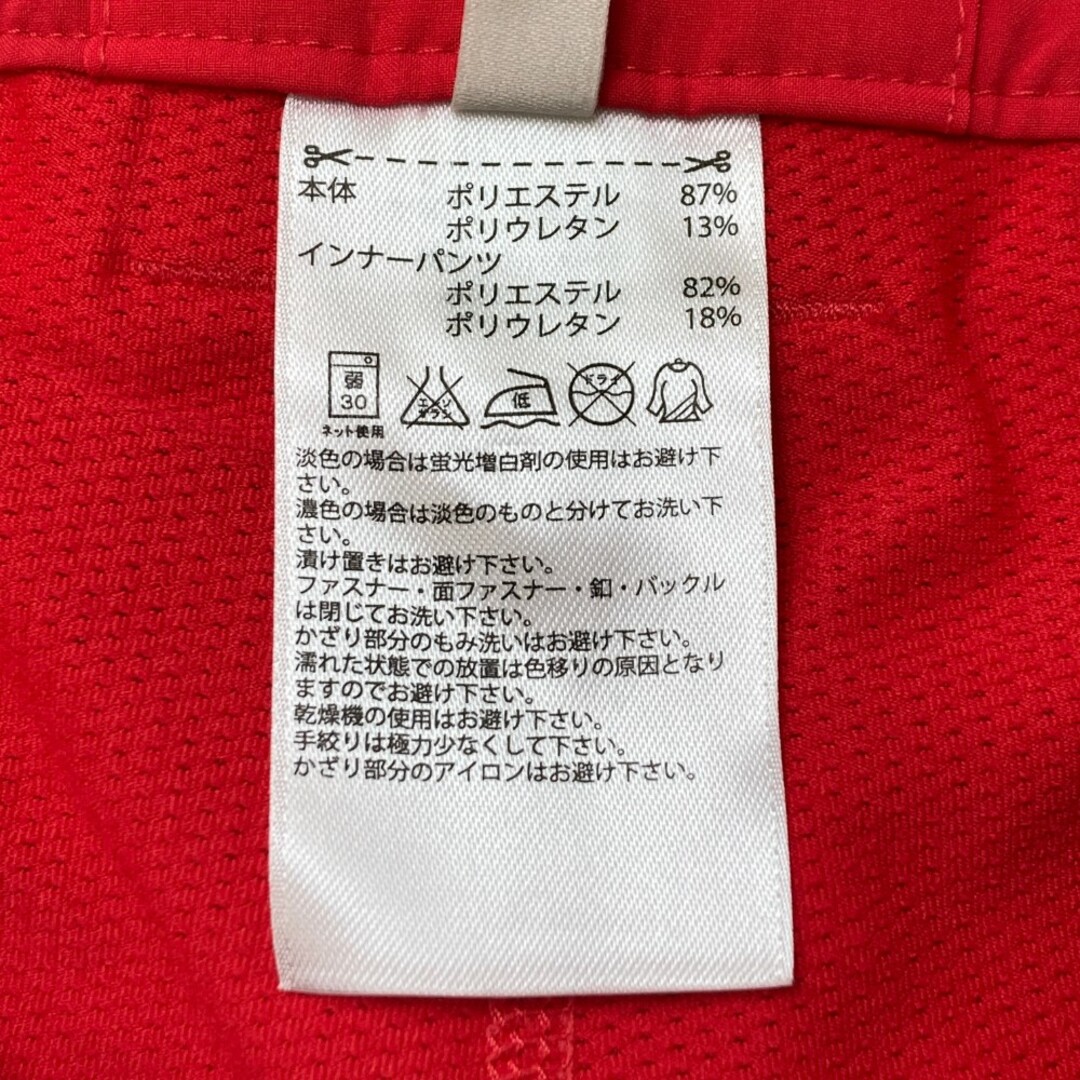 本体 ポリエステル 87%
ポリウレタン 13%
インナーパンツ
ポリエステル 82%
ポリウレタン 18%
弱
30
ネット使用
エンソ
サラシ
低
ドライ
淡色の場合は蛍光増白剤の使用はお避け下
さい。
濃色の場合は淡色のものと分けてお洗い下
さい。
漬け置きはお避け下さい。
ファスナー・面ファスナー・釦・バックル
は閉じてお洗い下さい。
かざり部分のもみ洗いはお避け下さい。
濡れた状態での放置は色移りの原因となり
ますのでお避け下さい。
乾燥機の使用はお避け下さい。
手絞りは極力少なくして下さい。
かざり部分のアイロンはお避け下さい。